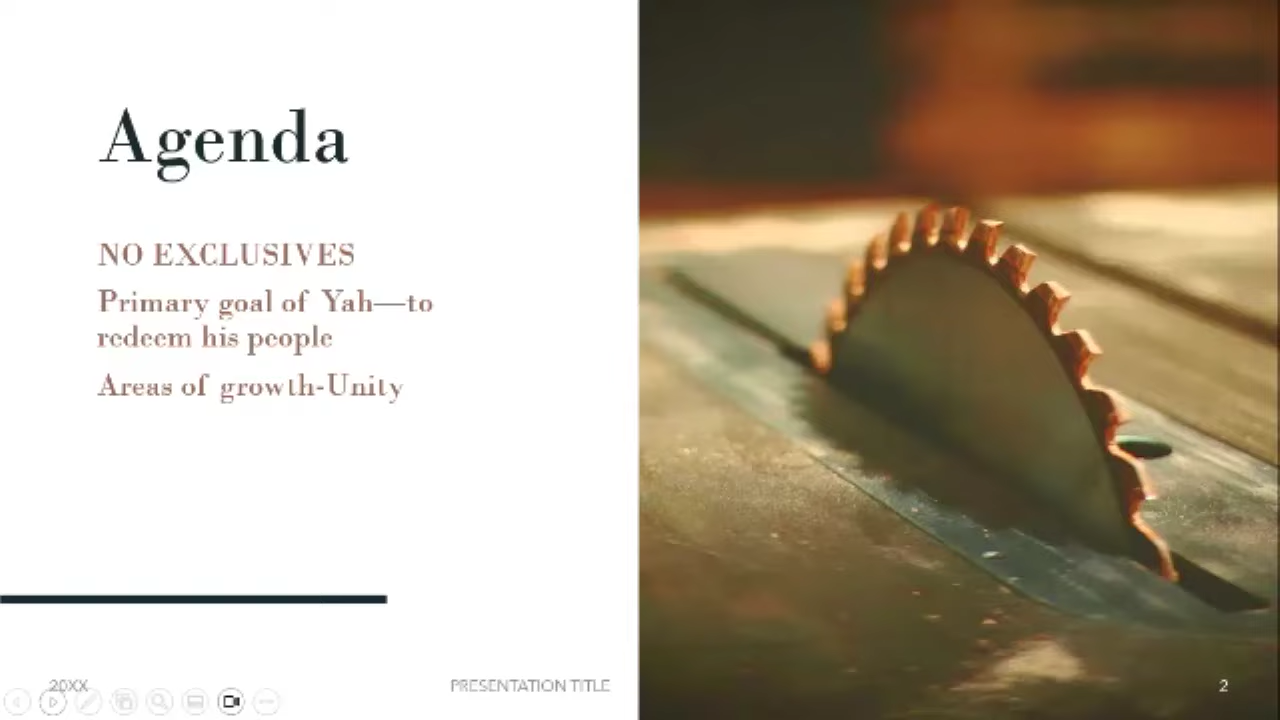 Agenda
NO EXCLUSIVES
Primary goal of Yah—to
redeem his people
Areas of growth-Unity
20XX
PRESENTATION TITLE
2